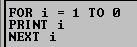 FOR i = 1 TO 0
PRINT i
NEXT i